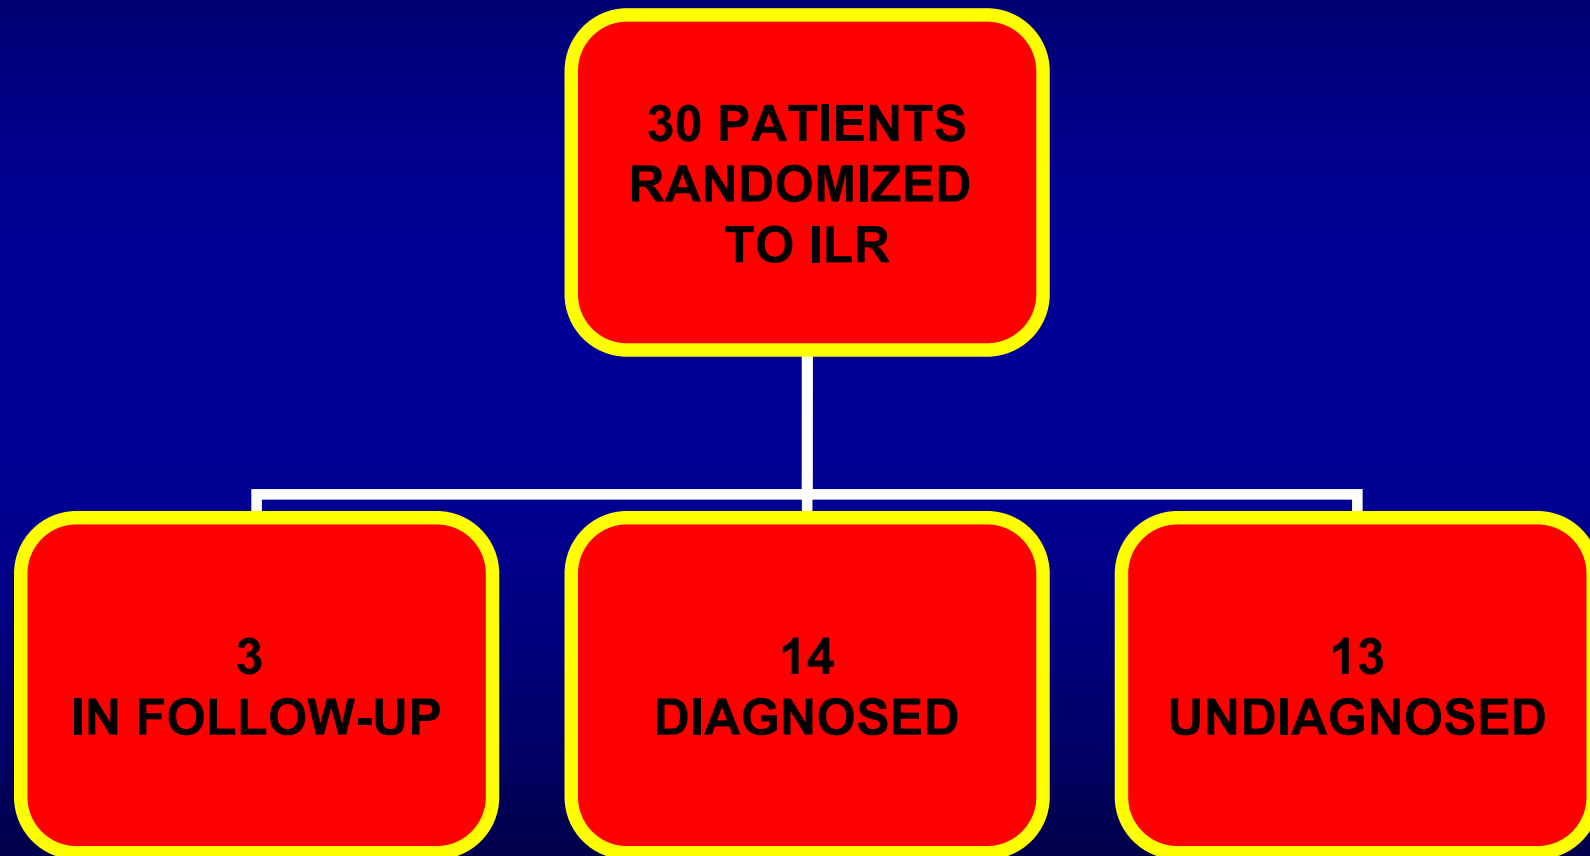 30 PATIENTS
RANDOMIZED
TO ILR
3
IN FOLLOW-UP
14
DIAGNOSED
13
UNDIAGNOSED